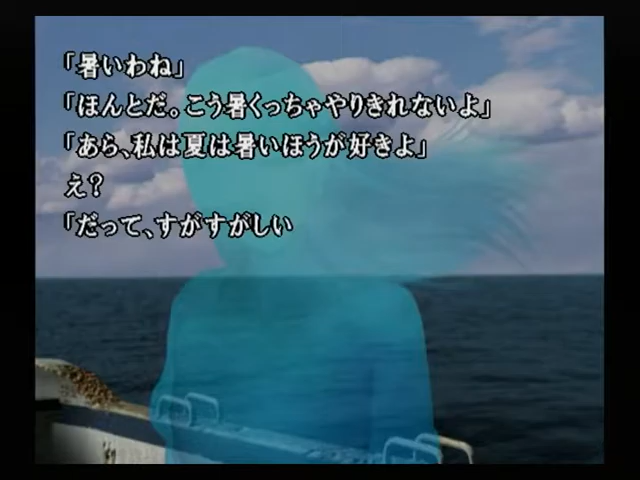 「暑いわね」
「ほんとだ。こう暑くっちゃやりきれないよ」
「あら、私は夏は暑いほうが好きよ」
え？
「だって、すがすがしい